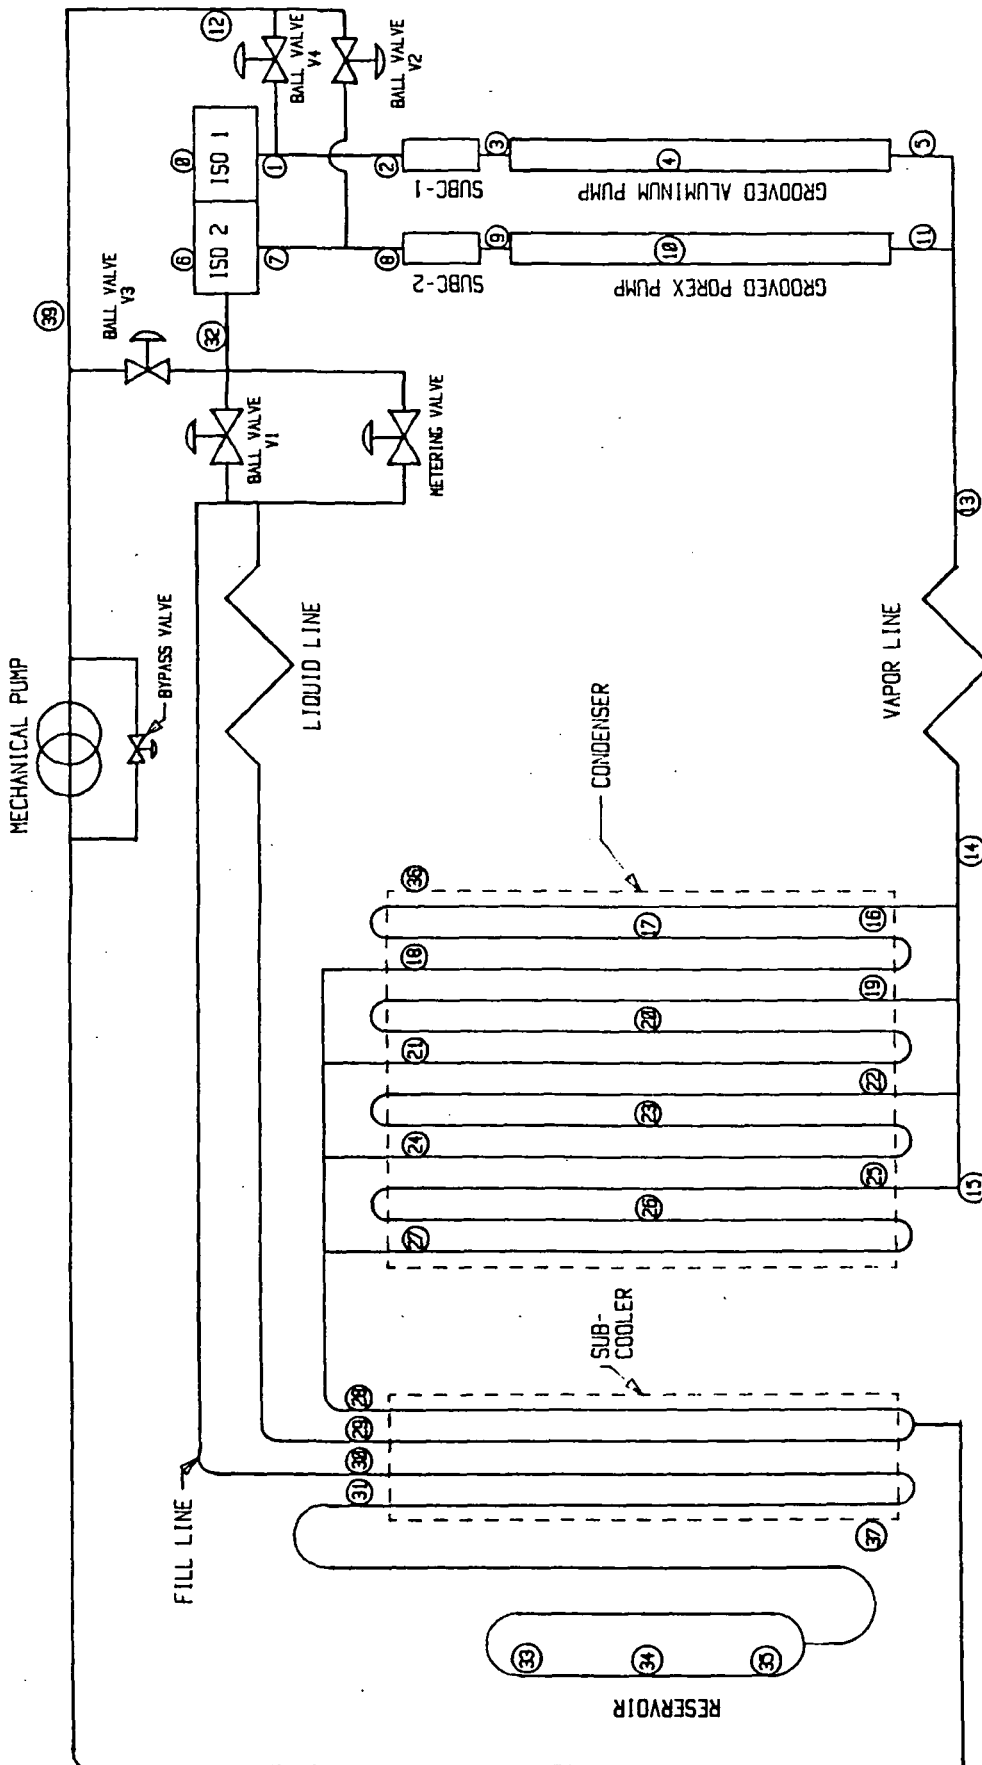 MECHANICAL PUMP
BYPASS VALVE
39
12
BALL VALVE
V3
BALL VALVE
V4
BALL VALVE
V2
0
ISO 1
6
ISO 2
1
7
32
2
8
SUBC-1
SUBC-2
3
9
4
10
GROOVED ALUMINUM PUMP
GROOVED POREX PUMP
5
11
BALL VALVE
V1
METERING VALVE
13
LIQUID LINE
VAPOR LINE
14
CONDENSER
36
16
17
18
19
20
21
22
23
24
25
26
27
15
SUB-
COOLER
28
29
30
31
37
FILL LINE
33
34
35
RESERVOIR